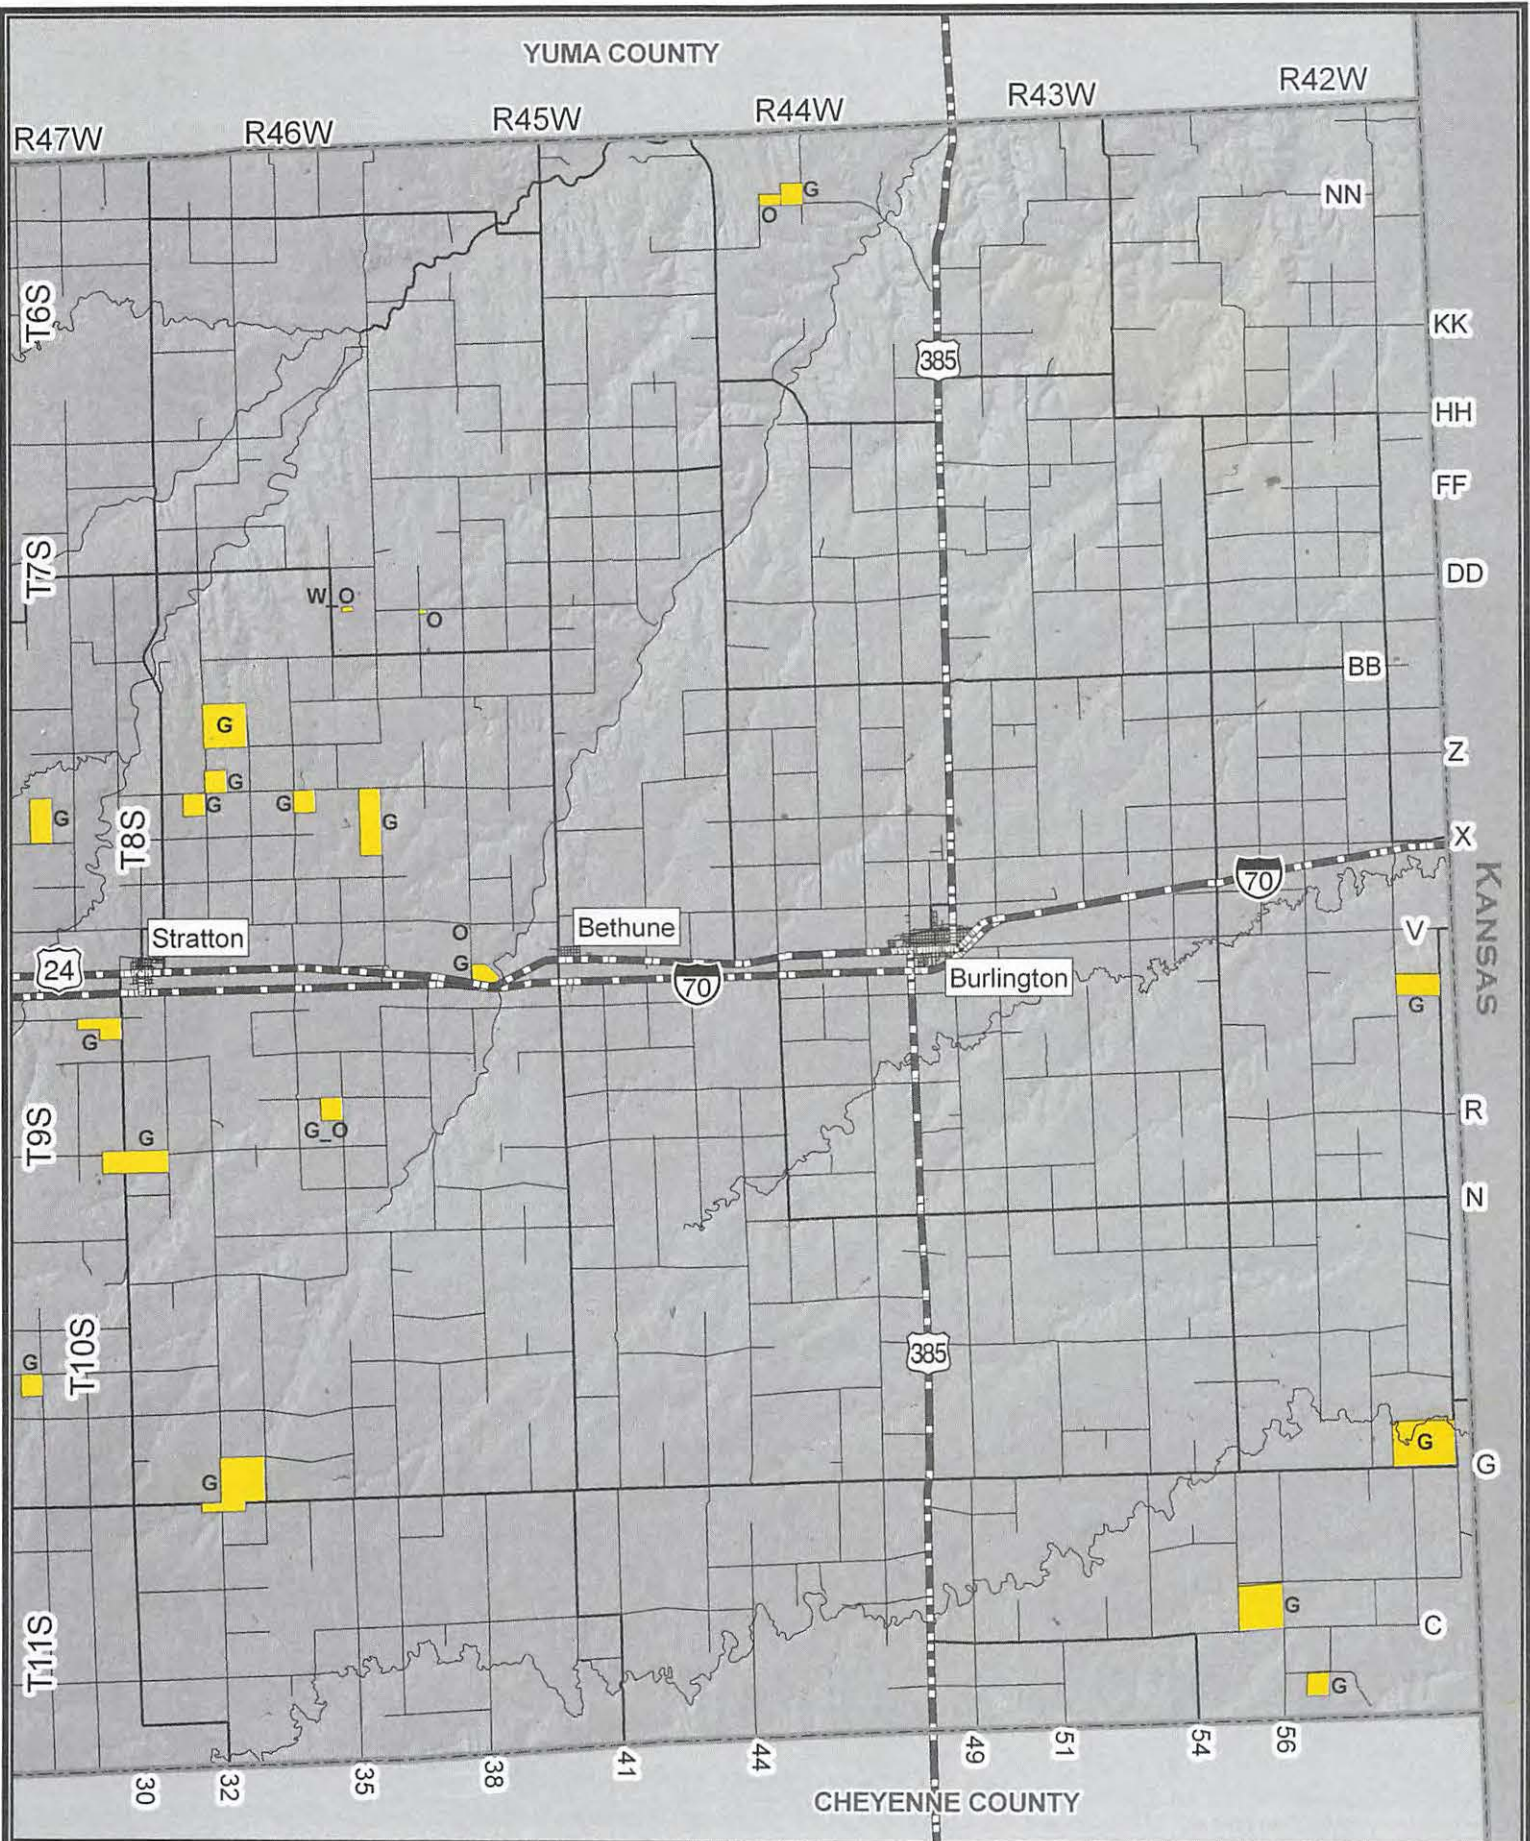 YUMA COUNTY
R47W
R46W
R45W
R44W
R43W
R42W
G
O
NN
T6S
KK
385
HH
FF
T7S
DD
W_O
O
BB
G
Z
G
G
G
G
G
T8S
X
70
KANSAS
O
Stratton
Bethune
V
24
G
70
Burlington
G
G
R
G_O
T9S
G
N
T10S
385
G
G
G
G
G
C
T11S
G
30
32
35
38
41
44
49
51
54
56
CHEYENNE COUNTY